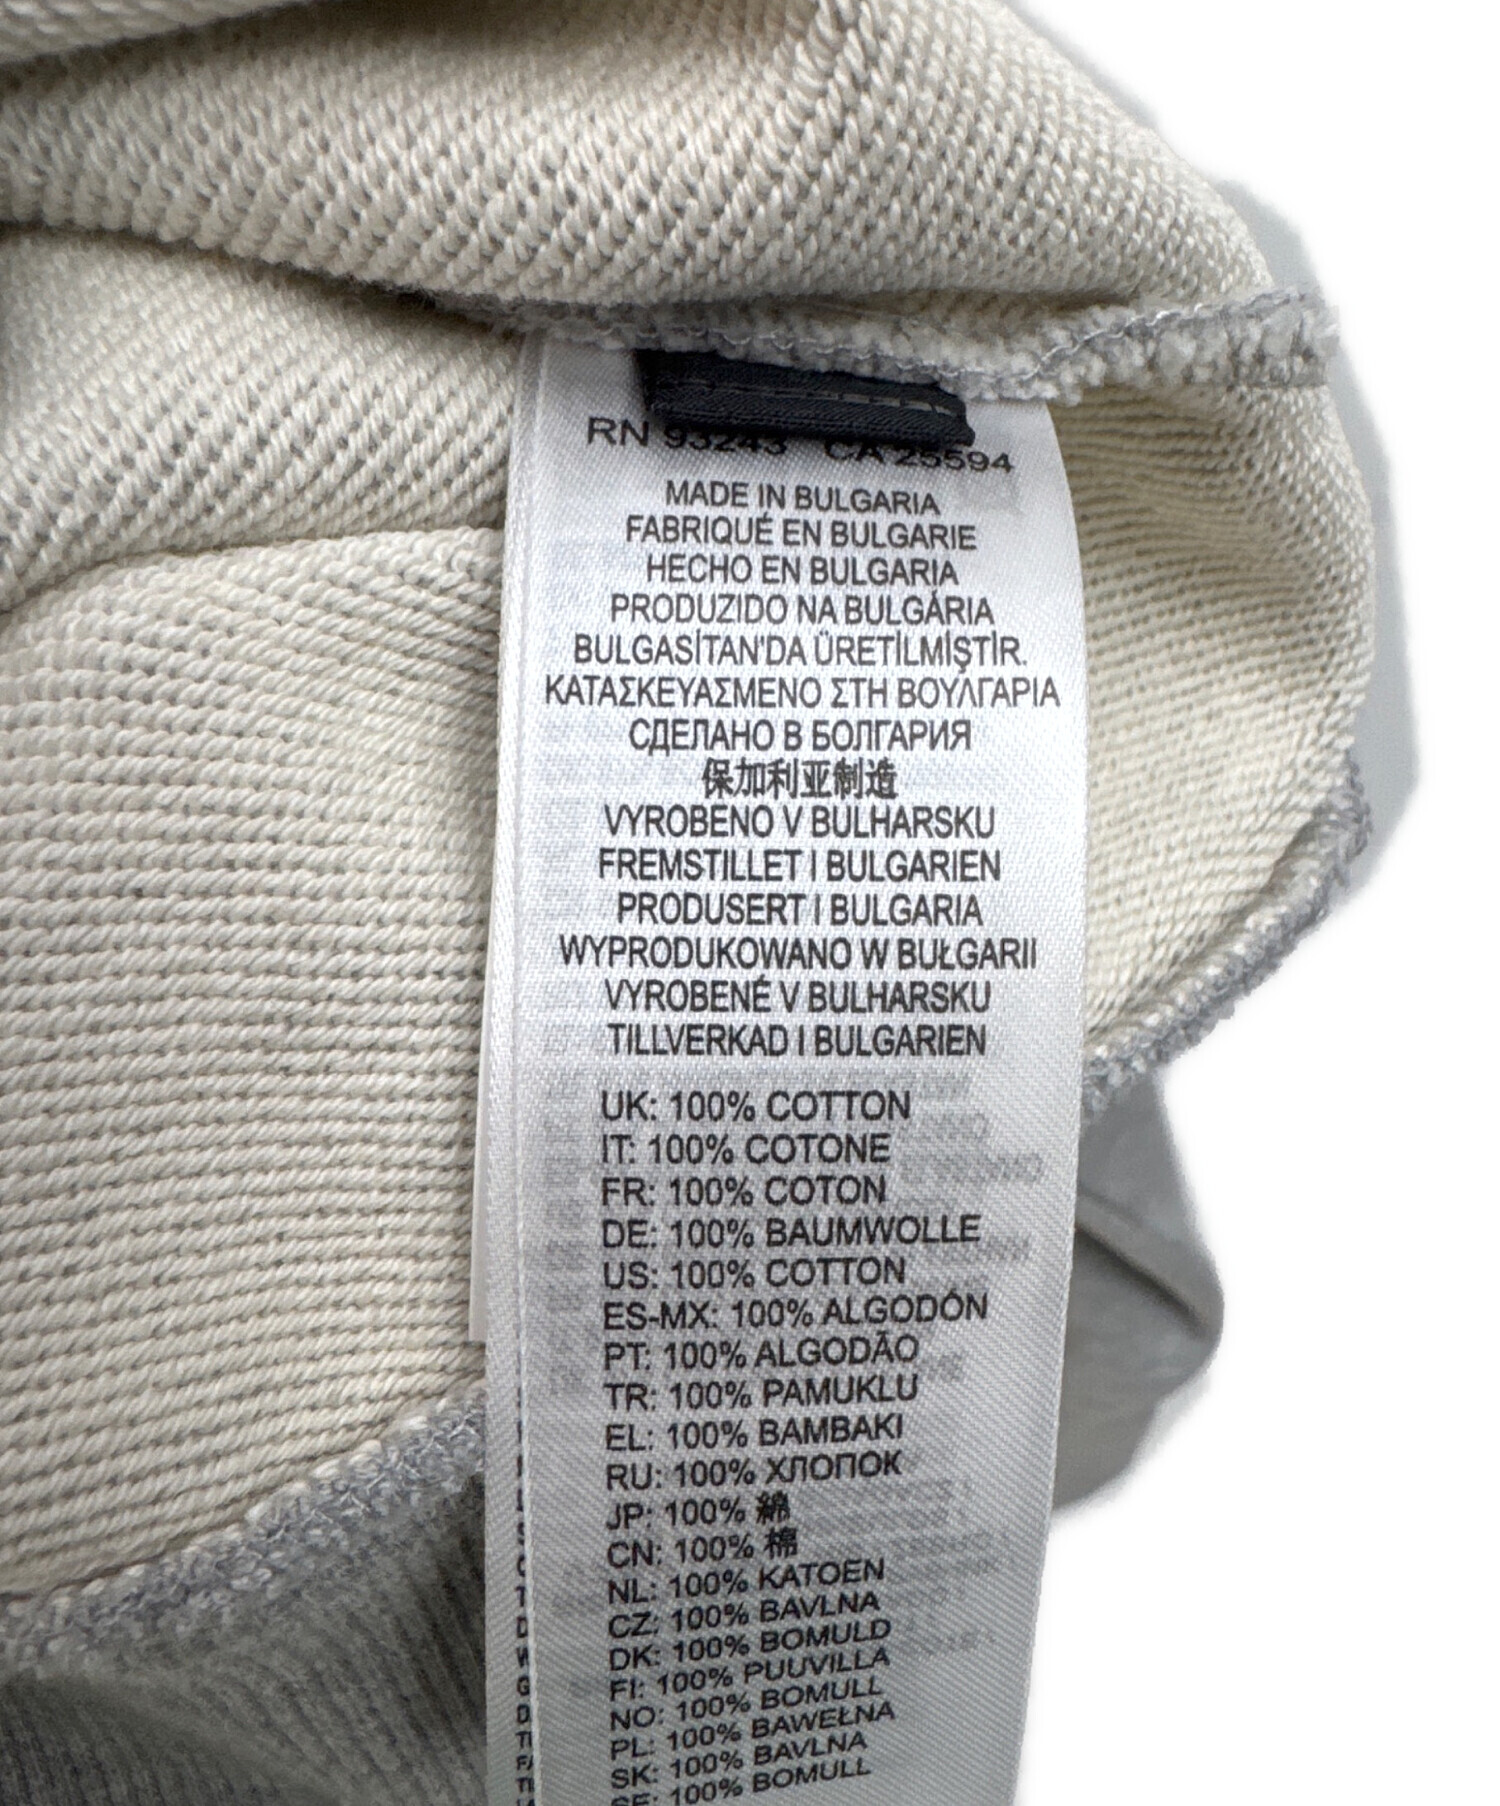 RN 93243 CA 25594
MADE IN BULGARIA
FABRIQUÉ EN BULGARIE
HECHO EN BULGARIA
PRODUZIDO NA BULGÁRIA
BULGASİTAN'DA ÜRETİLMİŞTİR.
ΚΑΤΑΣΚΕΥΑΣΜΕΝΟ ΣΤΗ ΒΟΥΛΓΑΡΙΑ
СДЕЛАНО В БОЛГАРИЯ
保加利亚制造
VYROBENO V BULHARSKU
FREMSTILLET I BULGARIEN
PRODUSERT I BULGARIA
WYPRODUKOWANO W BUŁGARII
VYROBENÉ V BULHARSKU
TILLVERKAD I BULGARIEN
UK: 100% COTTON
IT: 100% COTONE
FR: 100% COTON
DE: 100% BAUMWOLLE
US: 100% COTTON
ES-MX: 100% ALGODÓN
PT: 100% ALGODÃO
TR: 100% PAMUKLU
EL: 100% ΒΑΜΒΑΚΙ
RU: 100% ХЛОПОК
JP: 100% 綿
CN: 100% 棉
NL: 100% KATOEN
CZ: 100% BAVLNA
DK: 100% BOMULD
FI: 100% PUUVILLA
NO: 100% BOMULL
PL: 100% BAWEŁNA
SK: 100% BAVLNA
SE: 100% BOMULL